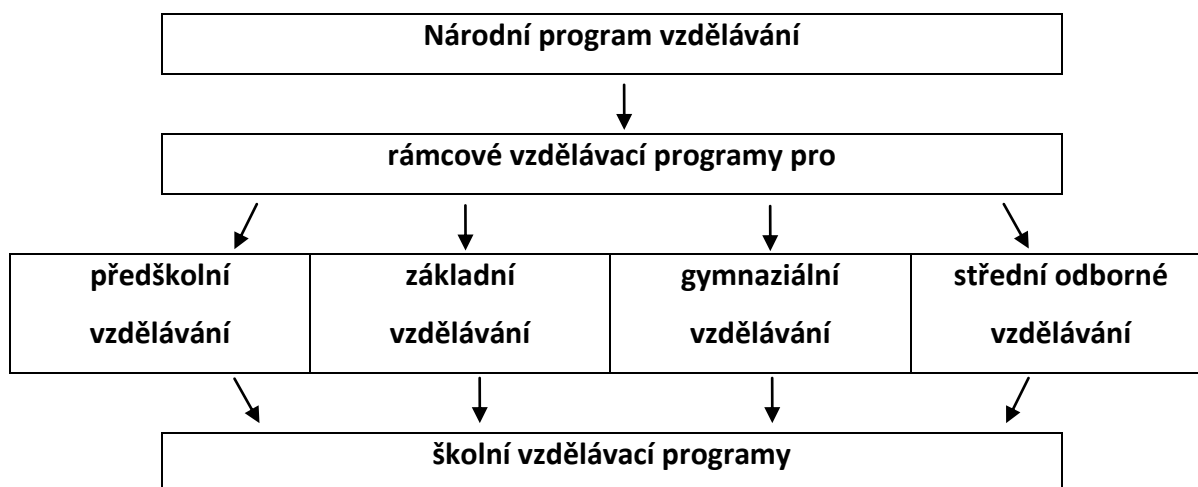 Národní program vzdělávání
rámcové vzdělávací programy pro
předškolní
vzdělávání
základní
vzdělávání
gymnaziální
vzdělávání
střední odborné
vzdělávání
školní vzdělávací programy